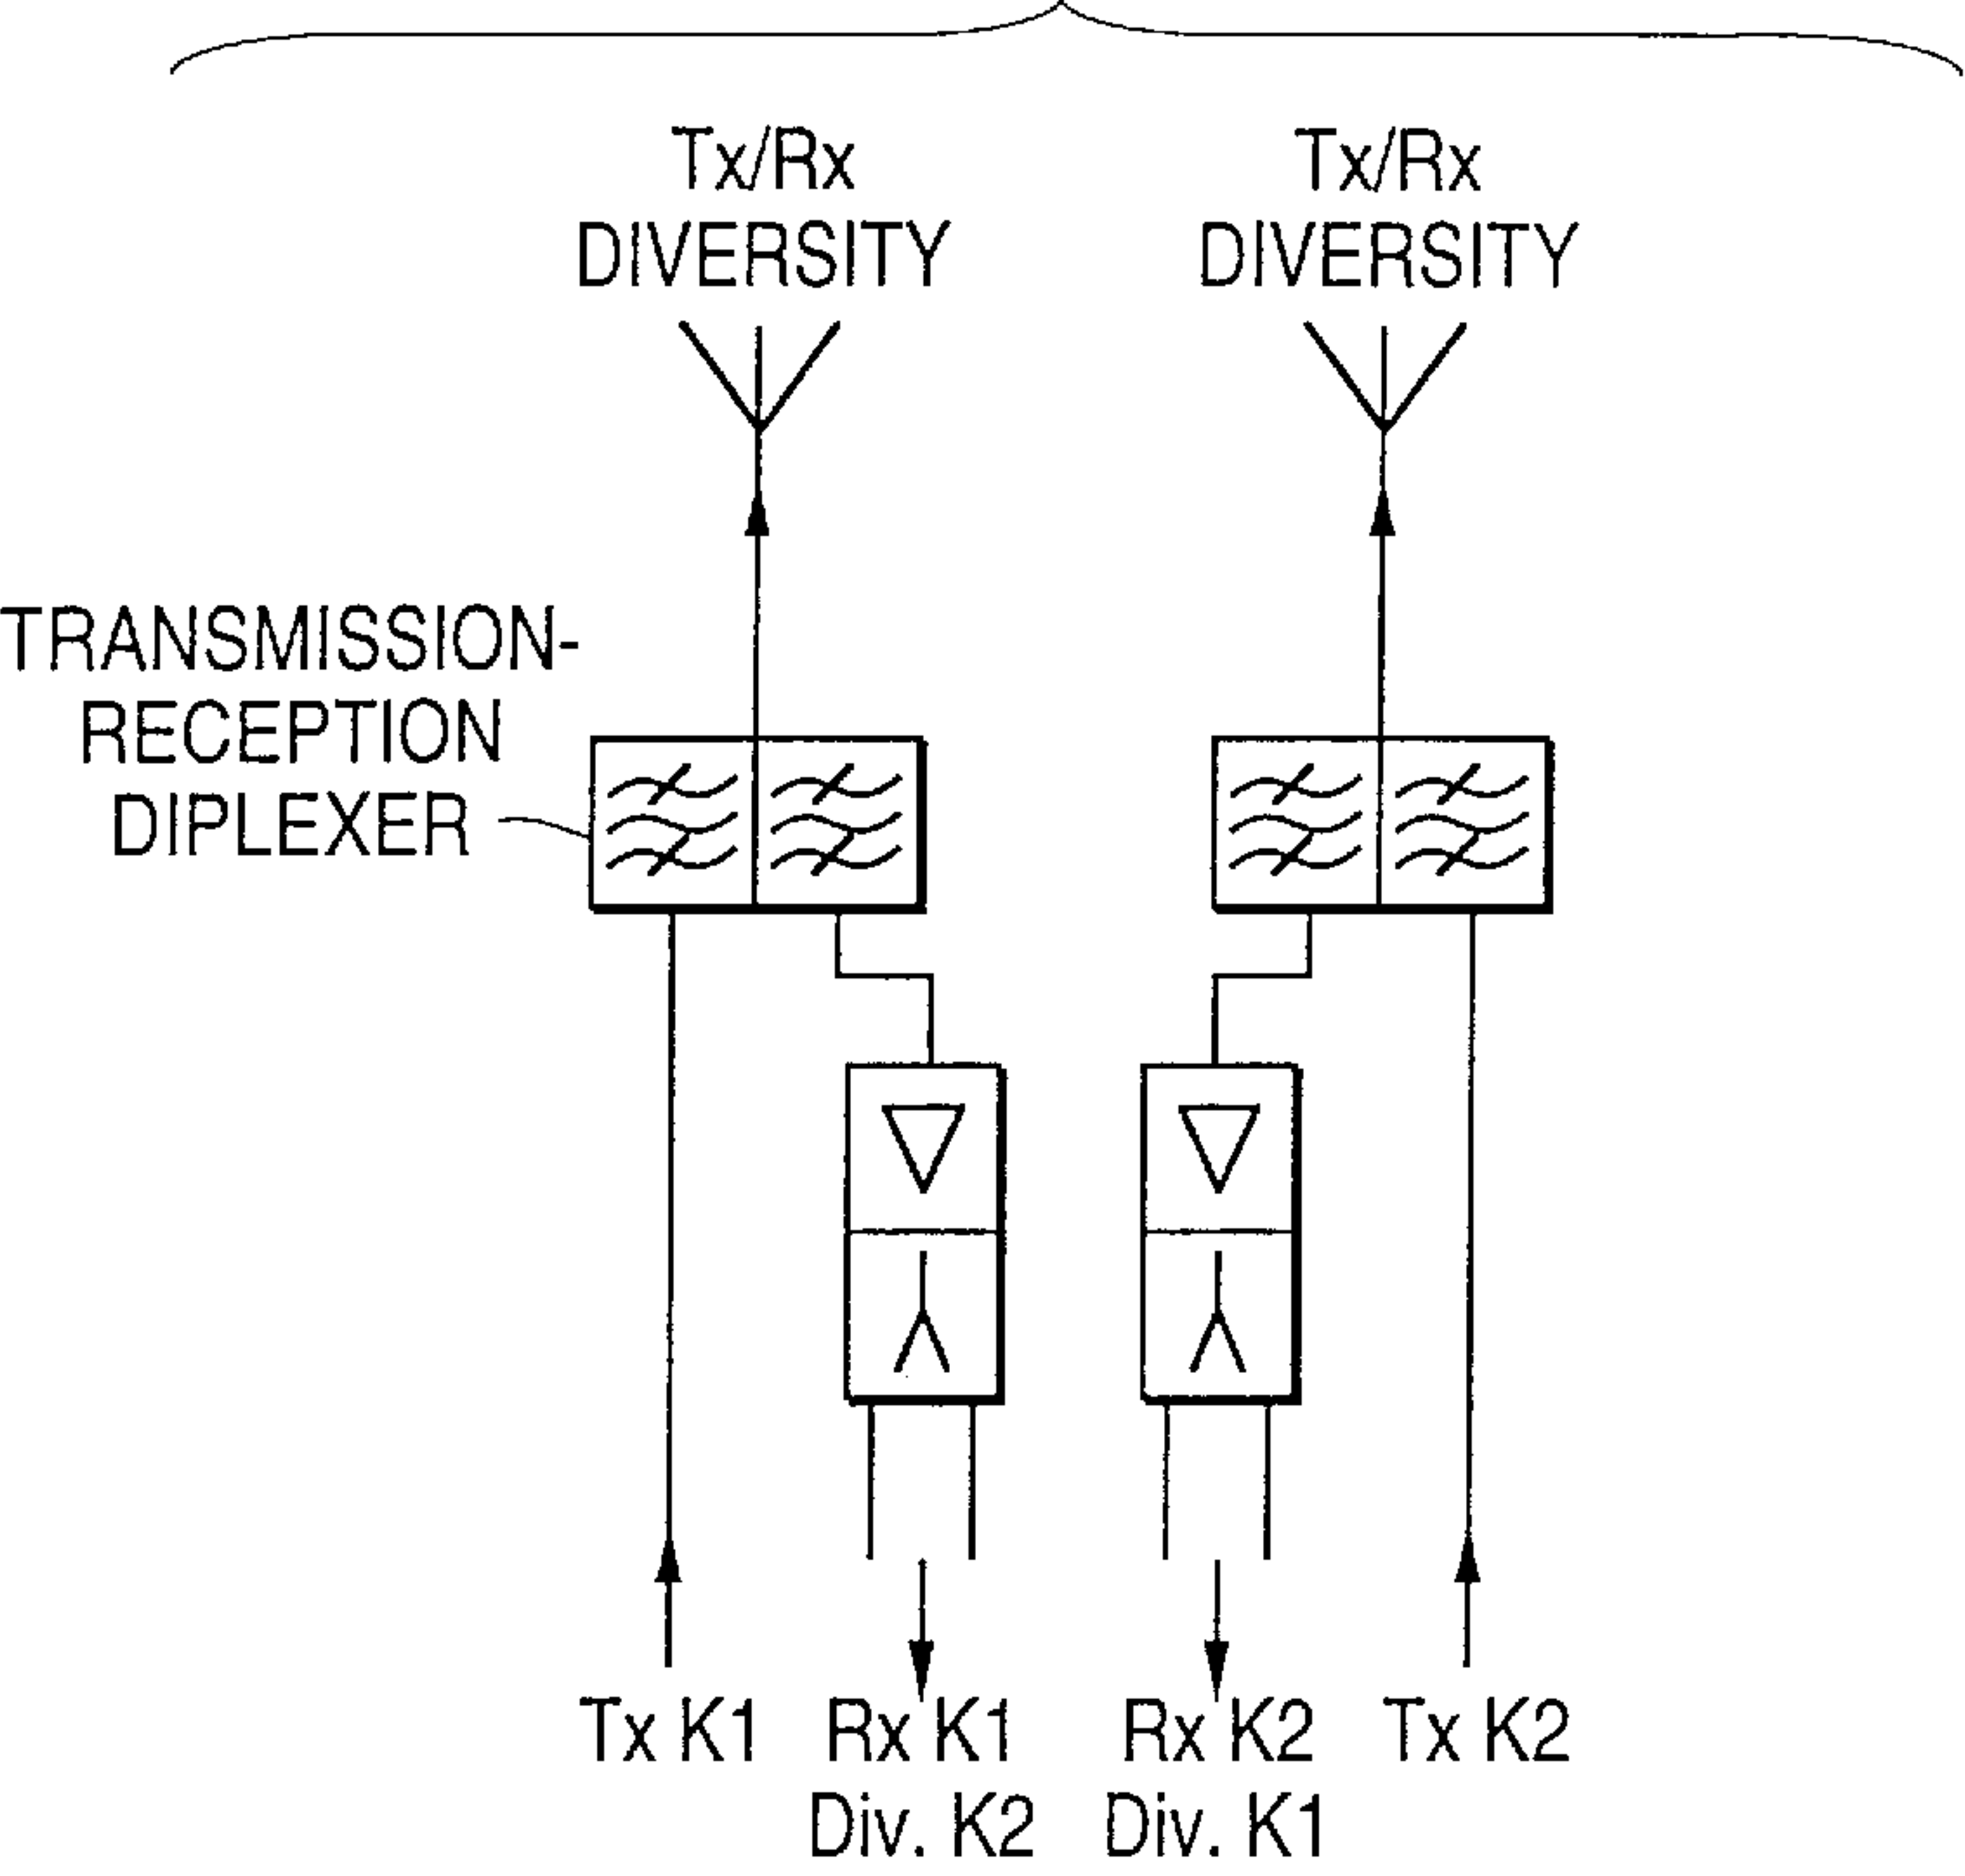 Tx/Rx
DIVERSITY
Tx/Rx
DIVERSITY
TRANSMISSION-
RECEPTION
DIPLEXER
Tx K1
Rx K1
Div. K2
Rx K2
Div. K1
Tx K2